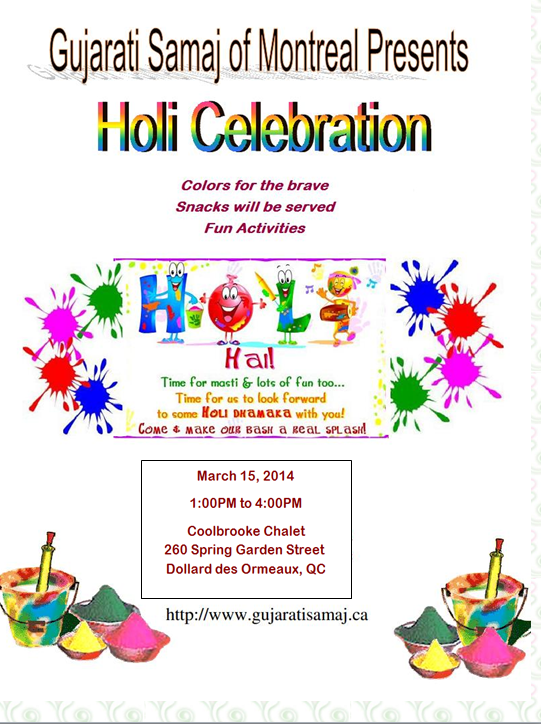 Gujarati Samaj of Montreal Presents
Holi Celebration
Colors for the brave
Snacks will be served
Fun Activities
HOLI
Hai!
Time for masti & lots of fun too...
Time for us to look forward
to some HOLI DHAMAKA with you!
COME & MAKE OUR BASH A REAL SPLASH!
March 15, 2014
1:00PM to 4:00PM
Coolbrooke Chalet
260 Spring Garden Street
Dollard des Ormeaux, QC
http://www.gujaratisamaj.ca